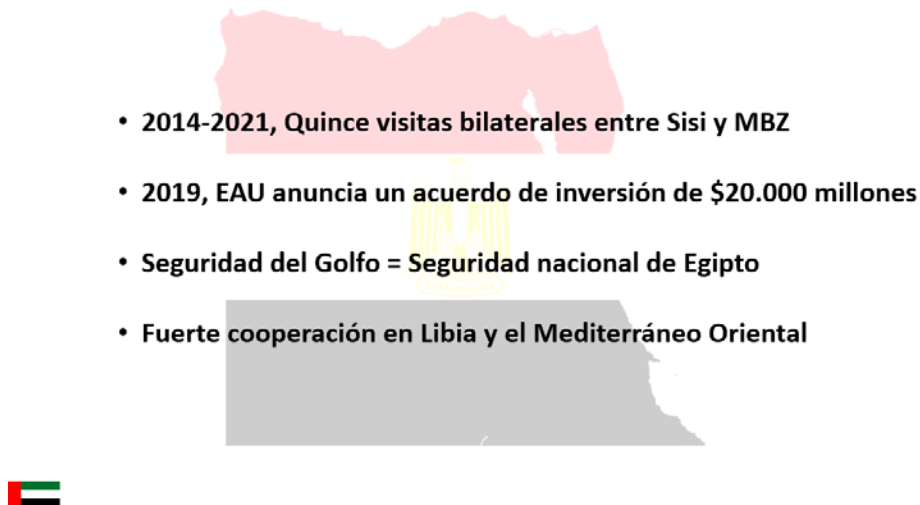 • 2014-2021, Quince visitas bilaterales entre Sisi y MBZ
• 2019, EAU anuncia un acuerdo de inversión de $20.000 millones
• Seguridad del Golfo = Seguridad nacional de Egipto
• Fuerte cooperación en Libia y el Mediterráneo Oriental